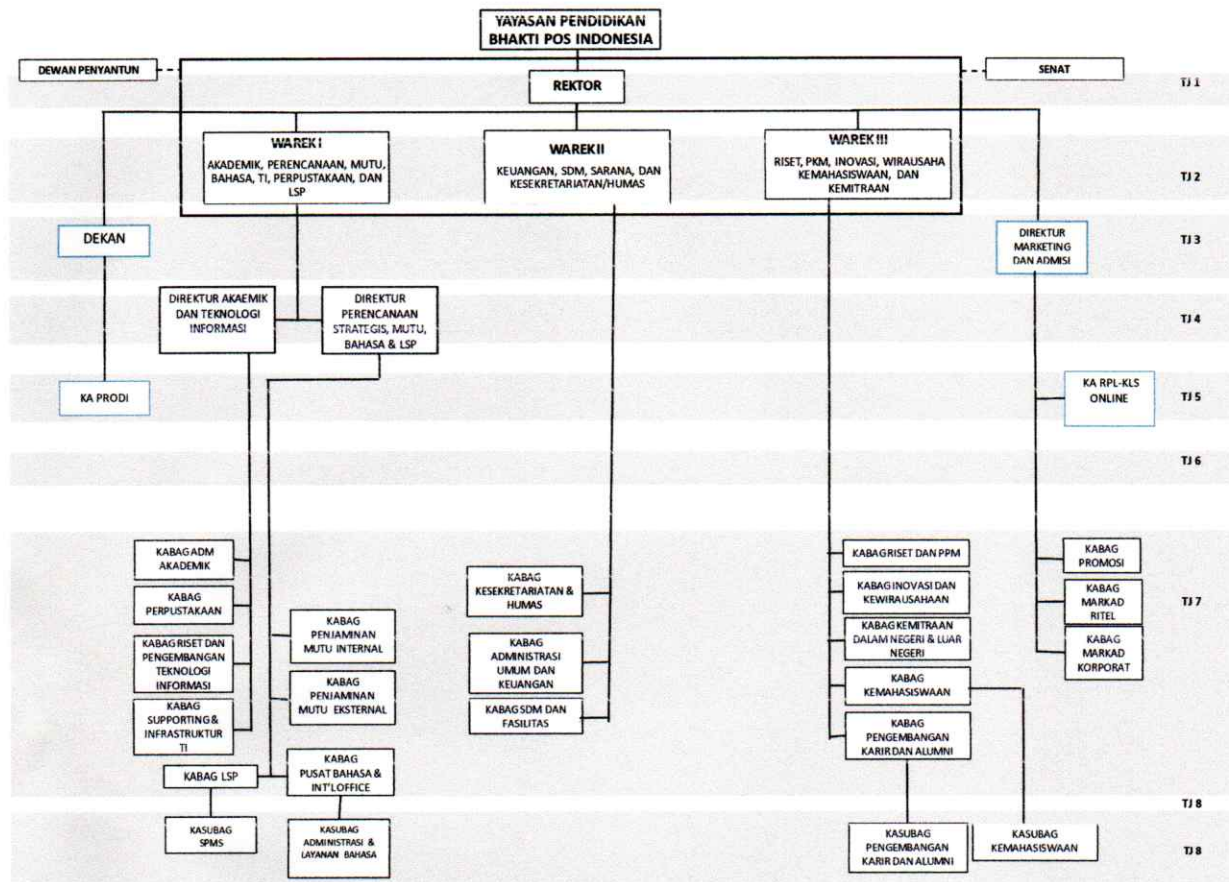 YAYASAN PENDIDIKAN
BHAKTI POS INDONESIA
DEWAN PENYANTUN
SENAT
REKTOR
TJ 1
WAREK I
AKADEMIK, PERENCANAAN, MUTU,
BAHASA, TI, PERPUSTAKAAN, DAN
LSP
WAREK II
KEUANGAN, SDM, SARANA, DAN
KESEKRETARIATAN/HUMAS
WAREK III
RISET, PKM, INOVASI, WIRAUSAHA
KEMAHASISWAAN, DAN
KEMITRAAN
TJ 2
DEKAN
DIREKTUR
MARKETING
DAN ADMISI
TJ 3
DIREKTUR AKAEMIK
DAN TEKNOLOGI
INFORMASI
DIREKTUR
PERENCANAAN
STRATEGIS, MUTU,
BAHASA & LSP
TJ 4
KA PRODI
KA RPL-KLS
ONLINE
TJ 5
TJ 6
KABAG ADM
AKADEMIK
KABAG
PERPUSTAKAAN
KABAG RISET DAN
PENGEMBANGAN
TEKNOLOGI
INFORMASI
KABAG
SUPPORTING &
INFRASTRUKTUR
TI
KABAG
PENJAMINAN
MUTU INTERNAL
KABAG
PENJAMINAN
MUTU EKSTERNAL
KABAG LSP
KABAG
PUSAT BAHASA &
INT'L OFFICE
KABAG
KESEKRETARIATAN &
HUMAS
KABAG
ADMINISTRASI
UMUM DAN
KEUANGAN
KABAG SDM DAN
FASILITAS
KABAG RISET DAN PPM
KABAG INOVASI DAN
KEWIRAUSAHAAN
KABAG KEMITRAAN
DALAM NEGERI & LUAR
NEGERI
KABAG
KEMAHASISWAAN
KABAG
PENGEMBANGAN
KARIR DAN ALUMNI
KABAG
PROMOSI
KABAG
MARKAD
RITEL
KABAG
MARKAD
KORPORAT
TJ 7
TJ 8
KASUBAG
SPMS
KASUBAG
ADMINISTRASI &
LAYANAN BAHASA
KASUBAG
PENGEMBANGAN
KARIR DAN ALUMNI
KASUBAG
KEMAHASISWAAN
TJ 8